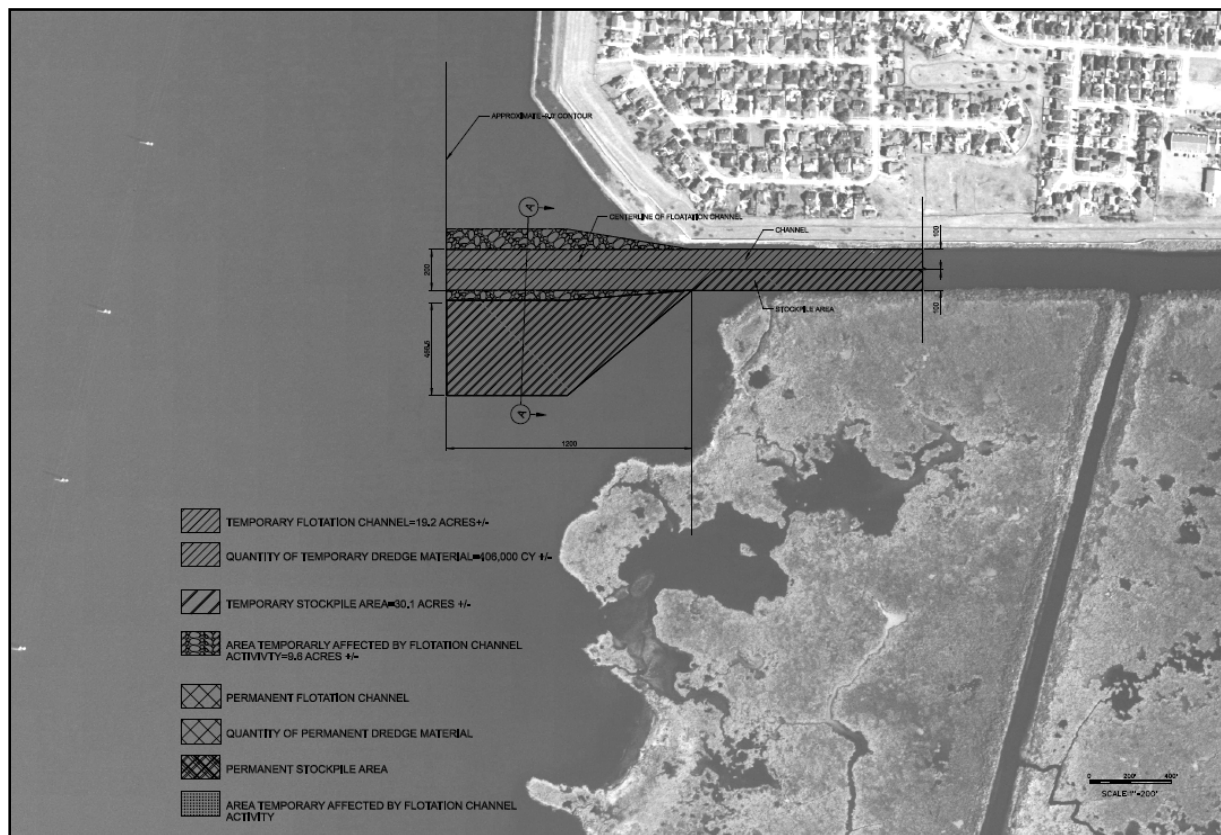 APPROXIMATE -9.0 CONTOUR
A
CENTERLINE OF FLOATATION CHANNEL
CHANNEL
100
200
100
STOCKPILE AREA
A
1200
TEMPORARY FLOTATION CHANNEL=19.2 ACRES+/-
QUANTITY OF TEMPORARY DREDGE MATERIAL=406,000 CY +/-
TEMPORARY STOCKPILE AREA=30.1 ACRES +/-
AREA TEMPORARLY AFFECTED BY FLOTATION CHANNEL
ACTIVIVTY=9.6 ACRES +/-
PERMANENT FLOTATION CHANNEL
QUANTITY OF PERMANENT DREDGE MATERIAL
PERMANENT STOCKPILE AREA
AREA TEMPORARY AFFECTED BY FLOTATION CHANNEL
ACTIVITY
0 200' 400'
SCALE:1"=200'